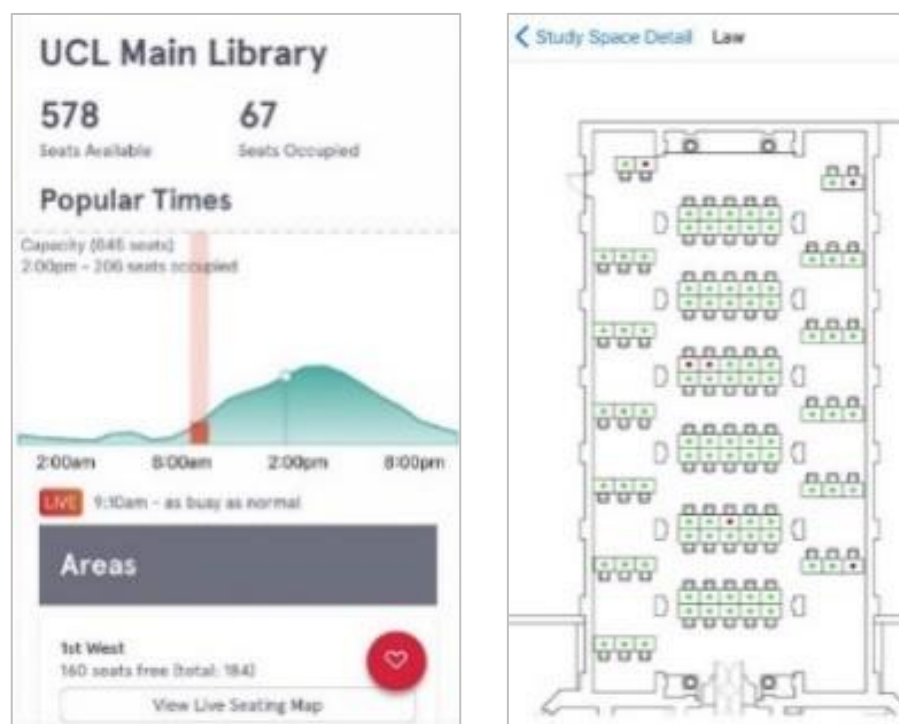 UCL Main Library
578 67
Seats Available Seats Occupied
Popular Times
Capacity (645 seats)
2:00pm – 206 seats occupied
2:00am 8:00am 2:00pm 8:00pm
LIVE 9:10am – as busy as normal
Areas
1st West
160 seats free (total: 184)
View Live Seating Map
Study Space Detail Law